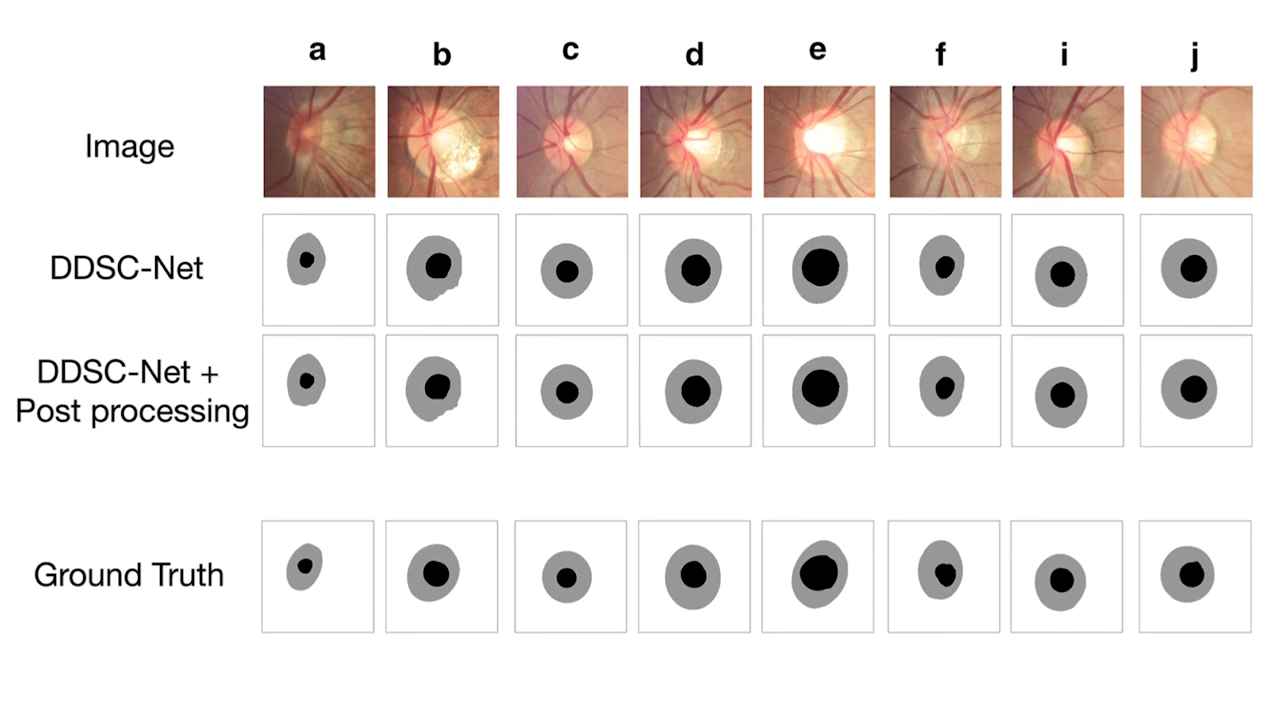 a b c d e f i j
Image
DDSC-Net
DDSC-Net +
Post processing
Ground Truth